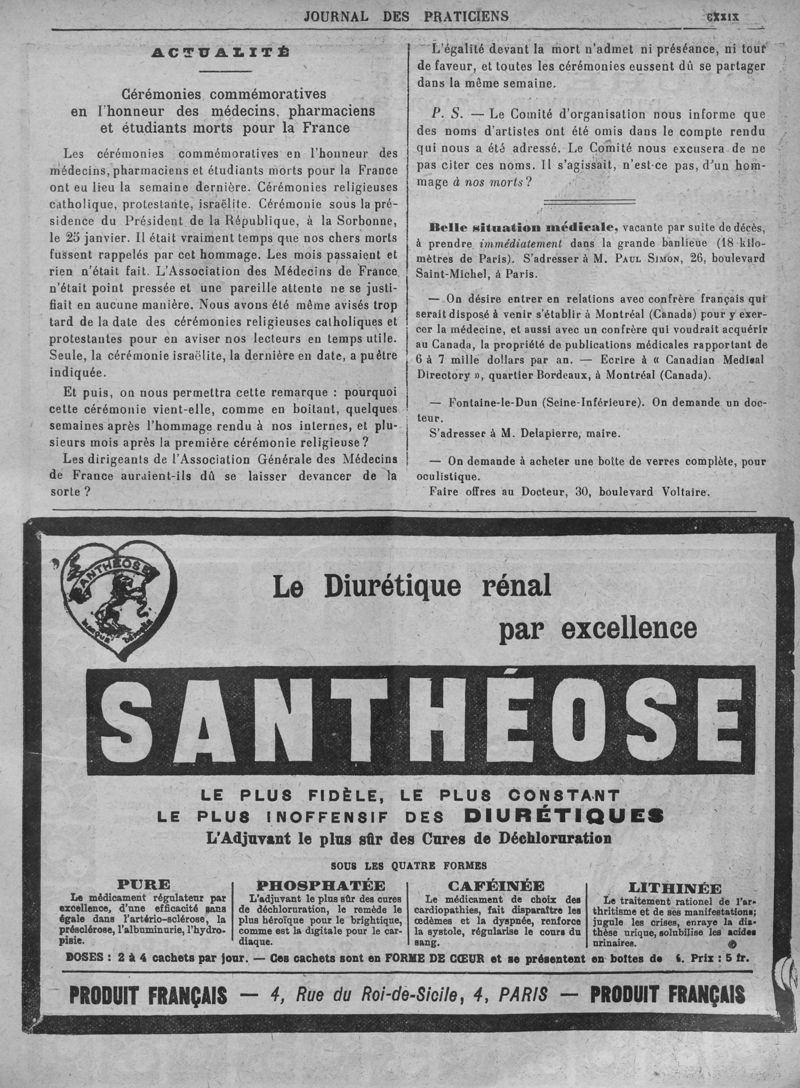 JOURNAL DES PRATICIENS
CXXIX
ACTUALITÉ
Cérémonies commémoratives
en l'honneur des médecins, pharmaciens
et étudiants morts pour la France
Les cérémonies commémoratives en l'honneur des
médecins, pharmaciens et étudiants morts pour la France
ont eu lieu la semaine dernière. Cérémonies religieuses
catholique, protestante, israélite. Cérémonie sous la pré-
sidence du Président de la République, à la Sorbonne,
le 25 janvier. Il était vraiment temps que nos chers morts
fussent rappelés par cet hommage. Les mois passaient et
rien n'était fait. L'Association des Médecins de France
n'était point pressée et une pareille attente ne se justi-
fiait en aucune manière. Nous avons été même avisés trop
tard de la date des cérémonies religieuses catholiques et
protestantes pour en aviser nos lecteurs en temps utile.
Seule, la cérémonie israëlite, la dernière en date, a pu être
indiquée.
Et puis, on nous permettra cette remarque : pourquoi
cette cérémonie vient-elle, comme en boitant, quelques
semaines après l'hommage rendu à nos internes, et plu-
sieurs mois après la première cérémonie religieuse ?
Les dirigeants de l'Association Générale des Médecins
de France auraient-ils dû se laisser devancer de la
sorte ?
L'égalité devant la mort n'admet ni préséance, ni tour
de faveur, et toutes les cérémonies eussent dû se partager
dans la même semaine.
P. S. — Le Comité d'organisation nous informe que
des noms d'artistes ont été omis dans le compte rendu
qui nous a été adressé. Le Comité nous excusera de ne
pas citer ces noms. Il s'agissait, n'est-ce pas, d'un hom-
mage à nos morts ?
Belle situation médicale, vacante par suite de décès,
à prendre immédiatement dans la grande banlieue (18 kilo-
mètres de Paris). S'adresser à M. PAUL SIMON, 26, boulevard
Saint-Michel, à Paris.
— On désire entrer en relations avec confrère français qui
serait disposé à venir s'établir à Montréal (Canada) pour y exer-
cer la médecine, et aussi avec un confrère qui voudrait acquérir
au Canada, la propriété de publications médicales rapportant de
6 à 7 mille dollars par an. — Ecrire à « Canadian Medical
Directory », quartier Bordeaux, à Montréal (Canada).
— Fontaine-le-Dun (Seine-Inférieure). On demande un doc-
teur.
S'adresser à M. Delapierre, maire.
— On demande à acheter une boîte de verres complète, pour
oculistique.
Faire offres au Docteur, 30, boulevard Voltaire.
SANTHÉOSE
MARQUE DÉPOSÉE
Le Diurétique rénal
par excellence
SANTHÉOSE
LE PLUS FIDÈLE, LE PLUS CONSTANT
LE PLUS INOFFENSIF DES DIURÉTIQUES
L'Adjuvant le plus sûr des Cures de Déchloruration
SOUS LES QUATRE FORMES
PURE
Le médicament régulateur par
excellence, d'une efficacité sans
égale dans l'artério-sclérose, la
présclérose, l'albuminurie, l'hydro-
pisie.
PHOSPHATÉE
L'adjuvant le plus sûr des cures
de déchloruration, le remède le
plus héroïque pour le brightique,
comme est la digitale pour le car-
diaque.
CAFÉINÉE
Le médicament de choix des
cardiopathies, fait disparaître les
œdèmes et la dyspnée, renforce
la systole, régularise le cours du
sang.
LITHINÉE
Le traitement rationel de l'ar-
thritisme et de ses manifestations;
jugule les crises, enraye la dia-
thèse urique, solubilise les acides
urinaires.
DOSES : 2 à 4 cachets par jour. — Ces cachets sont en FORME DE CŒUR et se présentent en boîtes de . Prix : 5 fr.
PRODUIT FRANÇAIS — 4, Rue du Roi-de-Sicile, 4, PARIS — PRODUIT FRANÇAIS